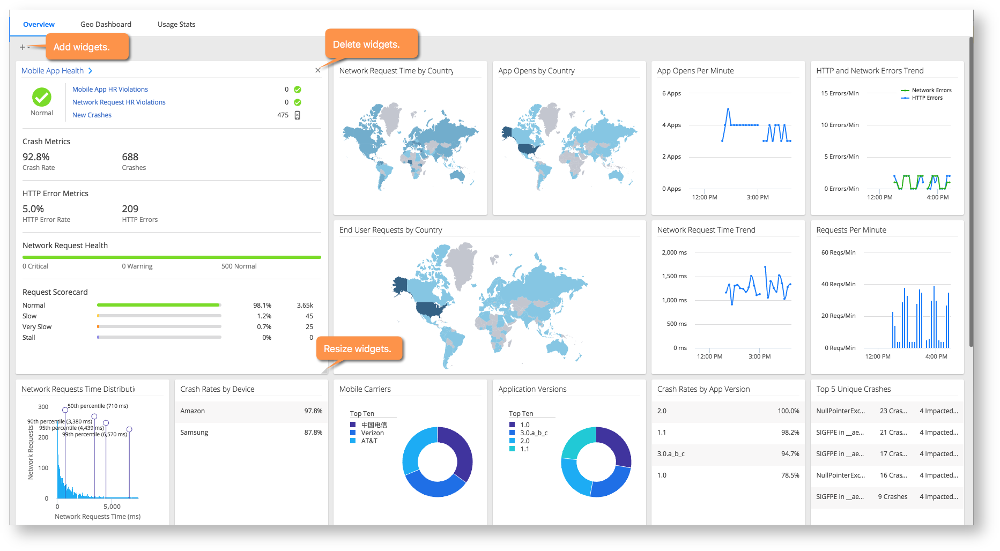 Overview
Geo Dashboard
Usage Stats
Add widgets.
Delete widgets.
Mobile App Health
Normal
Mobile App HR Violations 0
Network Request HR Violations 0
New Crashes 475
Crash Metrics
92.8% 688
Crash Rate Crashes
HTTP Error Metrics
5.0% 209
HTTP Error Rate HTTP Errors
Network Request Health
0 Critical 0 Warning 500 Normal
Request Scorecard
Normal 98.1% 3.65k
Slow 1.2% 45
Very Slow 0.7% 25
Stall 0% 0
Resize widgets.
Network Request Time by Country
App Opens by Country
App Opens Per Minute
6 Apps
4 Apps
2 Apps
0 Apps
12:00 PM 3:00 PM
HTTP and Network Errors Trend
Network Errors
HTTP Errors
15 Errors/Min
10 Errors/Min
5 Errors/Min
0 Errors/Min
12:00 PM 4:00 PM
End User Requests by Country
Network Request Time Trend
2,000 ms
1,500 ms
1,000 ms
500 ms
0 ms
12:00 PM 3:00 PM
Requests Per Minute
60 Reqs/Min
40 Reqs/Min
20 Reqs/Min
0 Reqs/Min
12:00 PM 4:00 PM
Network Requests Time Distributi
Network Requests
300
200
100
0
50th percentile (710 ms)
90th percentile (3,380 ms)
95th percentile (4,439 ms)
99th percentile (6,570 ms)
0 5,000
Network Requests Time (ms)
Crash Rates by Device
Amazon 97.8%
Samsung 87.8%
Mobile Carriers
Top Ten
中国电信
Verizon
AT&T
Application Versions
Top Ten
1.0
3.0.a_b_c
2.0
1.1
Crash Rates by App Version
2.0 100.0%
1.1 98.2%
3.0.a_b_c 94.7%
1.0 78.5%
Top 5 Unique Crashes
NullPointerExc... 23 Cras... 4 Impacted...
SIGFPE in __ae... 21 Cras... 4 Impacted...
SIGFPE in __ae... 17 Cras... 4 Impacted...
NullPointerExc... 16 Cras... 4 Impacted...
SIGFPE in __ae... 9 Crashes 4 Impacted...